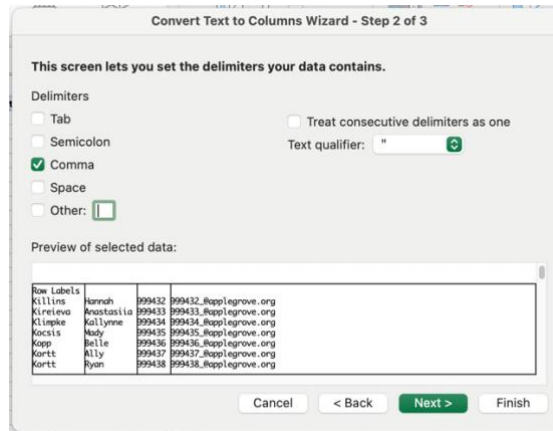 Convert Text to Columns Wizard - Step 2 of 3
This screen lets you set the delimiters your data contains.
Delimiters
Tab
Semicolon
Comma
Space
Other:
Treat consecutive delimiters as one
Text qualifier: "
Preview of selected data:
Row Labels
Killins Hannah 999432 999432_@applegrove.org
Kireieva Anastasiia 999433 999433_@applegrove.org
Klimpke Kallynne 999434 999434_@applegrove.org
Kocsis Mady 999435 999435_@applegrove.org
Kopp Belle 999436 999436_@applegrove.org
Kortt Ally 999437 999437_@applegrove.org
Kortt Ryan 999438 999438_@applegrove.org
Cancel < Back Next > Finish